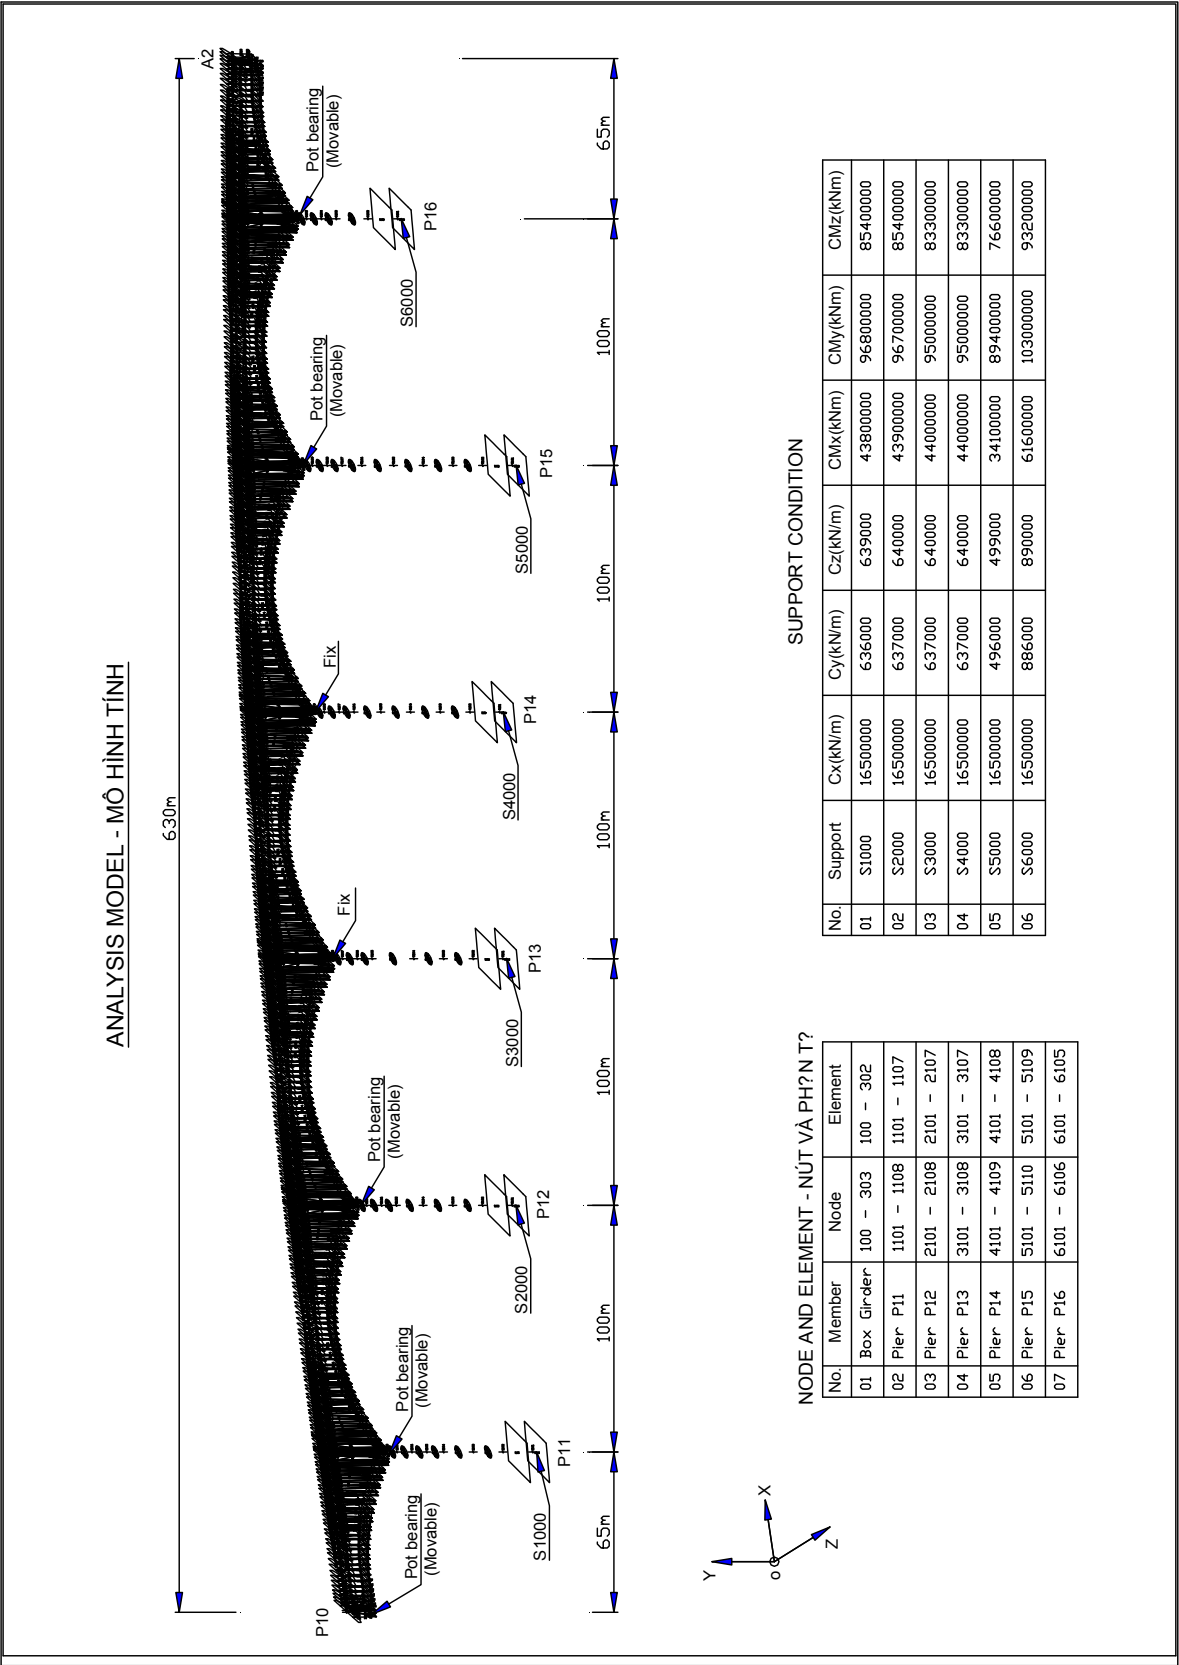 ANALYSIS MODEL - MÔ HÌNH TÍNH
630m
P10
A2
Pot bearing
(Movable)
Pot bearing
(Movable)
Pot bearing
(Movable)
Fix
Fix
Pot bearing
(Movable)
Pot bearing
(Movable)
S1000
P11
S2000
P12
S3000
P13
S4000
P14
S5000
P15
S6000
P16
65m
100m
100m
100m
100m
100m
65m
Y
X
Z
o
NODE AND ELEMENT - NÚT VÀ PH?N T?
No. Member Node Element
01 Box Girder 100 - 303 100 - 302
02 Pier P11 1101 - 1108 1101 - 1107
03 Pier P12 2101 - 2108 2101 - 2107
04 Pier P13 3101 - 3108 3101 - 3107
05 Pier P14 4101 - 4109 4101 - 4108
06 Pier P15 5101 - 5110 5101 - 5109
07 Pier P16 6101 - 6106 6101 - 6105
SUPPORT CONDITION
No. Support Cx(kN/m) Cy(kN/m) Cz(kN/m) CMx(kNm) CMy(kNm) CMz(kNm)
01 S1000 16500000 636000 639000 43800000 96800000 85400000
02 S2000 16500000 637000 640000 43900000 96700000 85400000
03 S3000 16500000 637000 640000 44000000 95000000 83300000
04 S4000 16500000 637000 640000 44000000 95000000 83300000
05 S5000 16500000 496000 499000 34100000 89400000 76600000
06 S6000 16500000 886000 890000 61600000 103000000 93200000